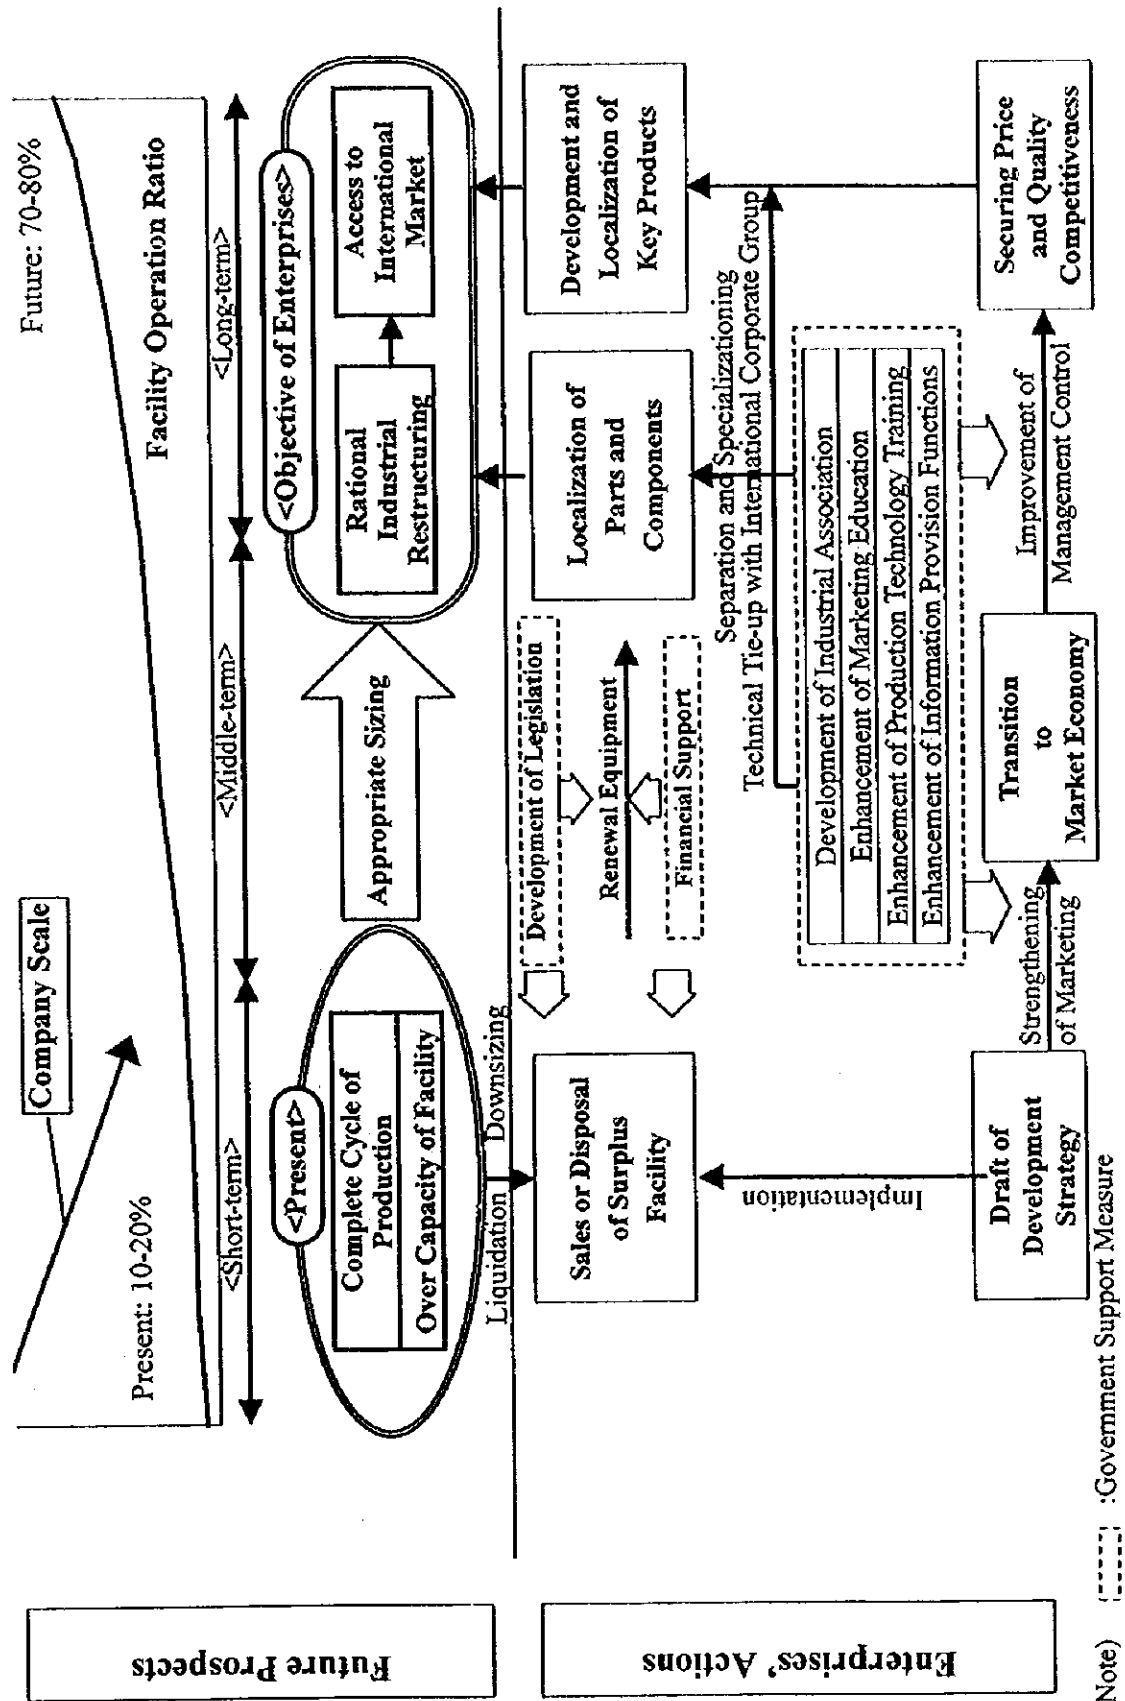 Future Prospects
Company Scale
Present: 10-20%
Future: 70-80%
Facility Operation Ratio
<Short-term>
<Middle-term>
<Long-term>
<Present>
Complete Cycle of
Production
Over Capacity of Facility
Appropriate Sizing
<Objective of Enterprises>
Rational
Industrial
Restructuring
Access to
International
Market
Liquidation
Downsizing
Enterprises' Actions
Sales or Disposal
of Surplus
Facility
Development of Legislation
Renewal Equipment
Financial Support
Localization of
Parts and
Components
Development and
Localization of
Key Products
Separation and Specializationing
Technical Tie-up with International Corporate Group
Implementation
Development of Industrial Association
Enhancement of Marketing Education
Enhancement of Production Technology Training
Enhancement of Information Provision Functions
Draft of
Development
Strategy
Strengthening
of Marketing
Transition
to
Market Economy
Improvement of
Management Control
Securing Price
and Quality
Competitiveness
Note) :Government Support Measure